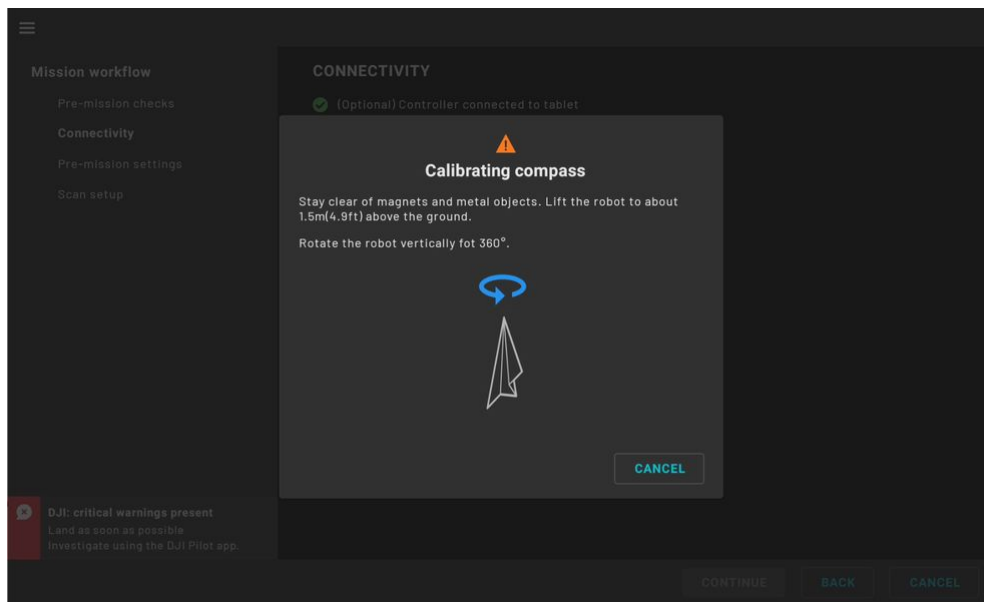 Mission workflow
Pre-mission checks
Connectivity
Pre-mission settings
Scan setup
CONNECTIVITY
(Optional) Controller connected to tablet
Calibrating compass
Stay clear of magnets and metal objects. Lift the robot to about
1.5m(4.9ft) above the ground.
Rotate the robot vertically fot 360°.
CANCEL
DJI: critical warnings present
Land as soon as possible
Investigate using the DJI Pilot app.
CONTINUE
BACK
CANCEL